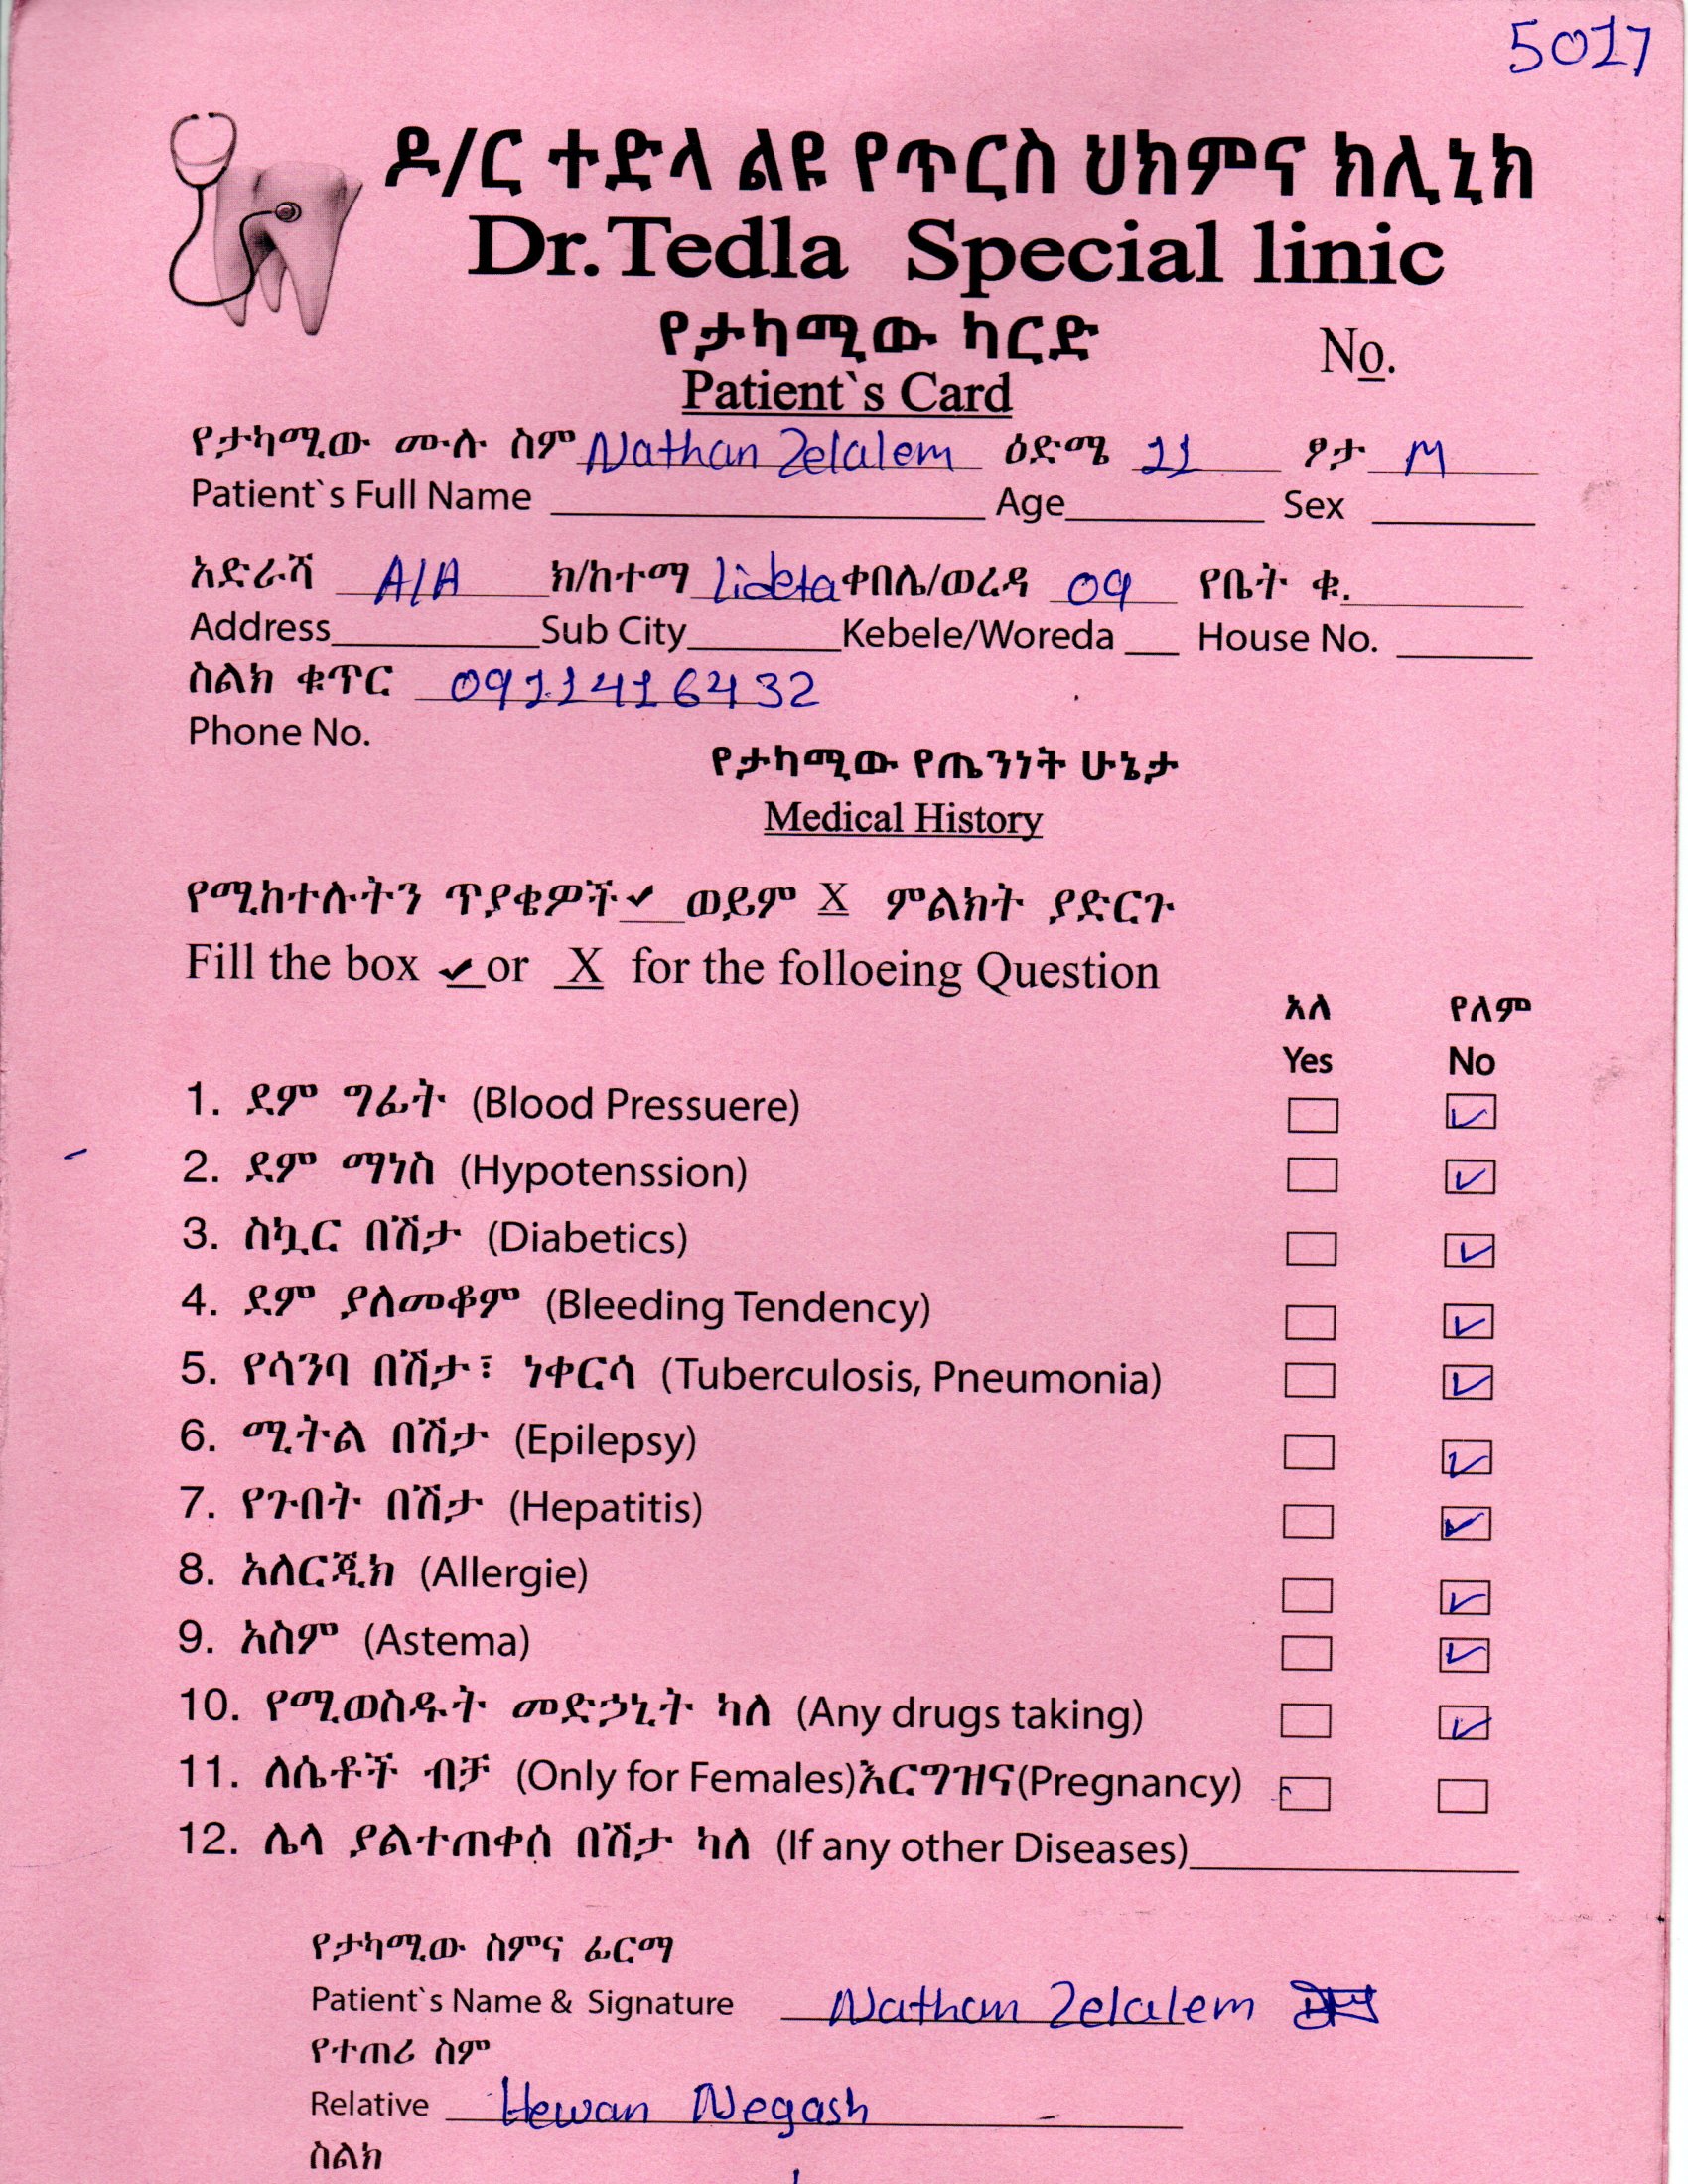 5017
ዶ/ር ተድላ ልዩ የጥርስ ህክምና ክሊኒክ
Dr.Tedla Special linic
የታካሚው ካርድ
No.
Patient`s Card
የታካሚው ሙሉ ስም Nathan Zelalem ዕድሜ 11 ፆታ M
Patient`s Full Name Age Sex
አድራሻ A/A ክ/ከተማ lideta ቀበሌ/ወረዳ 09 የቤት ቁ.
Address Sub City Kebele/Woreda House No.
ስልክ ቁጥር 0911416432
Phone No.
የታካሚው የጤንነት ሁኔታ
Medical History
የሚከተሉትን ጥያቄዎች ✔ ወይም X ምልክት ያድርጉ
Fill the box ✔ or X for the folloeing Question
አለ የለም
Yes No
1. ደም ግፊት (Blood Pressuere) ✓
2. ደም ማነስ (Hypotenssion) ✓
3. ስኳር በሽታ (Diabetics) ✓
4. ደም ያለመቆም (Bleeding Tendency) ✓
5. የሳንባ በሽታ፣ ነቀርሳ (Tuberculosis, Pneumonia) ✓
6. ሚትል በሽታ (Epilepsy) ✓
7. የጉበት በሽታ (Hepatitis) ✓
8. አለርጂክ (Allergie) ✓
9. አስም (Astema) ✓
10. የሚወስዱት መድኃኒት ካለ (Any drugs taking) ✓
11. ለሴቶች ብቻ (Only for Females)እርግዝና(Pregnancy)
12. ሌላ ያልተጠቀሰ በሽታ ካለ (If any other Diseases)
የታካሚው ስምና ፊርማ
Patient`s Name & Signature Nathan Zelalem
የተጠሪ ስም
Relative Hewan Negash
ስልክ